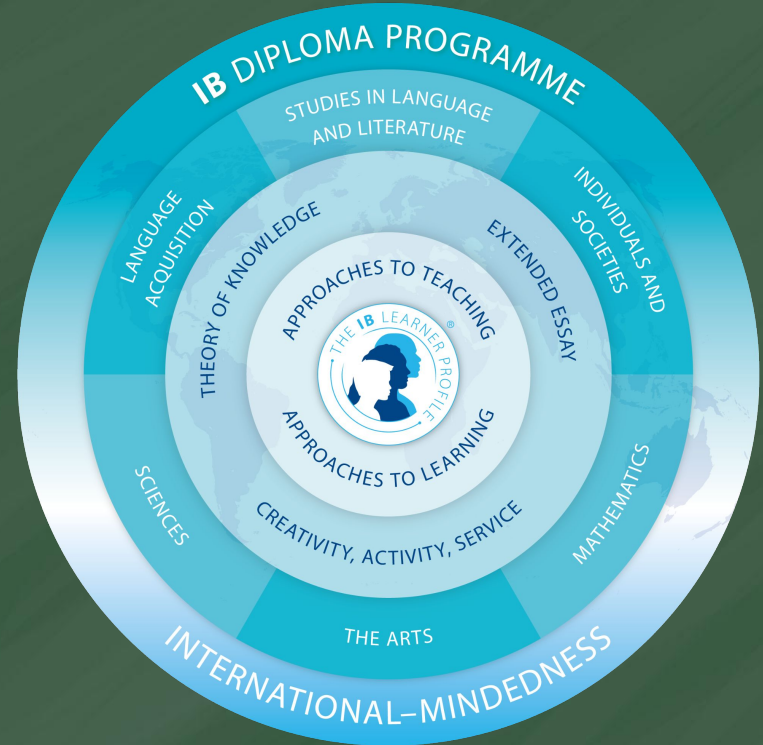 IB DIPLOMA PROGRAMME
STUDIES IN LANGUAGE
AND LITERATURE
LANGUAGE
ACQUISITION
INDIVIDUALS AND
SOCIETIES
THEORY OF KNOWLEDGE
EXTENDED ESSAY
APPROACHES TO TEACHING
• THE IB LEARNER PROFILE • ®
APPROACHES TO LEARNING
CREATIVITY, ACTIVITY, SERVICE
SCIENCES
MATHEMATICS
THE ARTS
INTERNATIONAL–MINDEDNESS